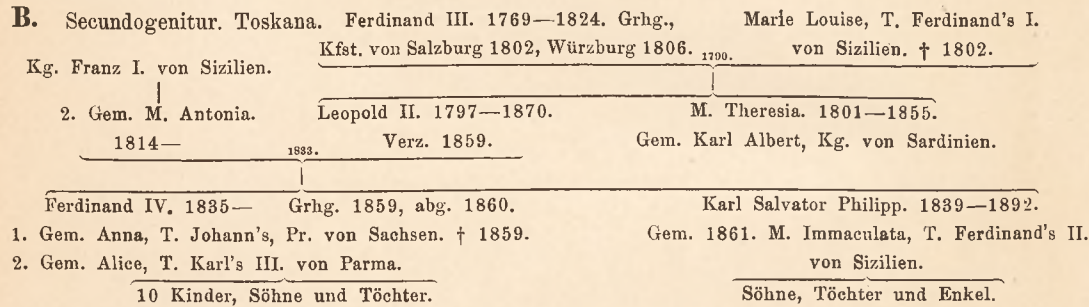 B. Secundogenitur. Toskana. Ferdinand III. 1769—1824. Grhg., Marie Louise, T. Ferdinand's I.
Kfst. von Salzburg 1802, Würzburg 1806. 1790. von Sizilien. † 1802.
Kg. Franz I. von Sizilien.
2. Gem. M. Antonia. Leopold II. 1797—1870. M. Theresia. 1801—1855.
1814— 1833. Verz. 1859. Gem. Karl Albert, Kg. von Sardinien.
Ferdinand IV. 1835— Grhg. 1859, abg. 1860. Karl Salvator Philipp. 1839—1892.
1. Gem. Anna, T. Johann's, Pr. von Sachsen. † 1859. Gem. 1861. M. Immaculata, T. Ferdinand's II.
2. Gem. Alice, T. Karl's III. von Parma. von Sizilien.
10 Kinder, Söhne und Töchter. Söhne, Töchter und Enkel.